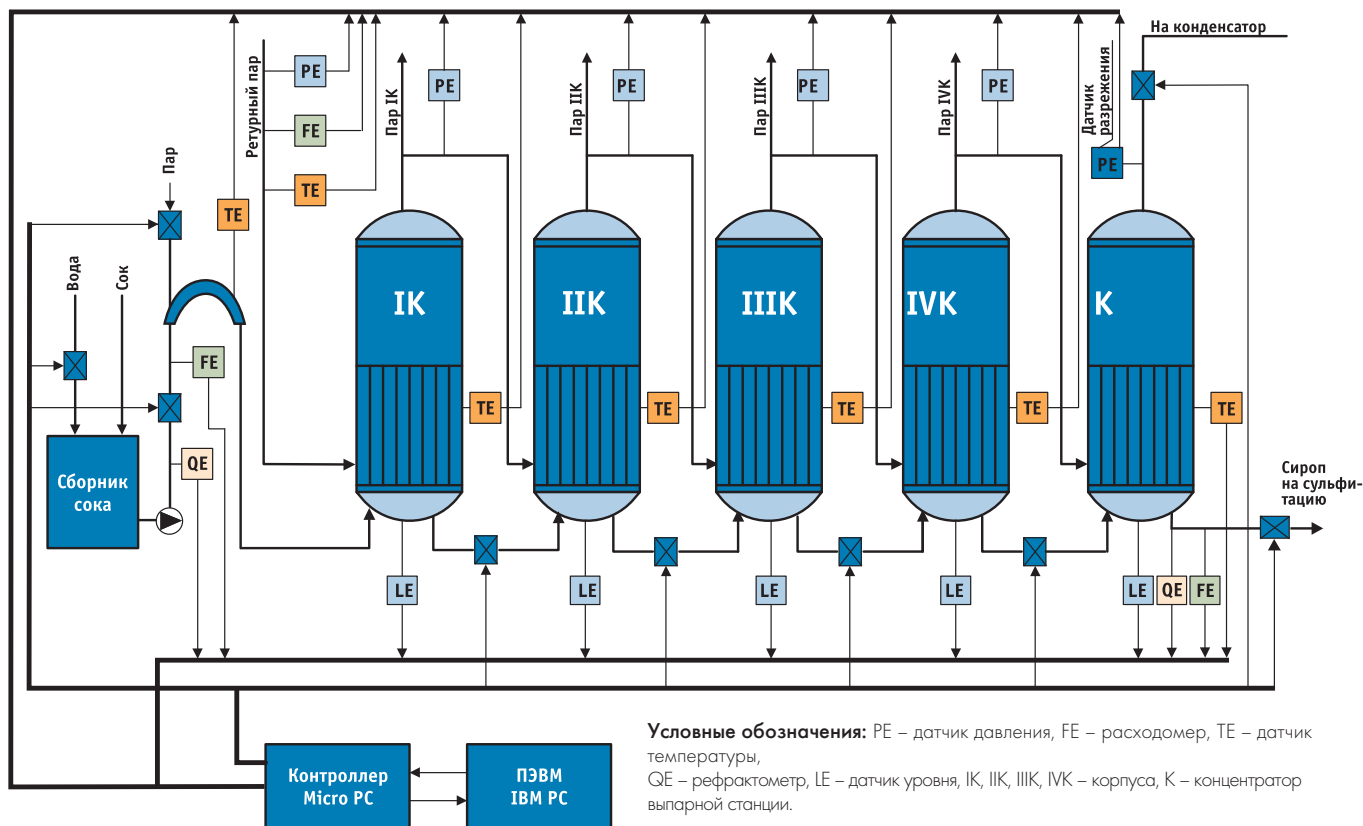 На конденсатор
Ретурный пар
PE
FE
TE
Пар IК
PE
Пар IIК
PE
Пар IIIК
PE
Пар IVК
PE
Датчик
разрежения
PE
Пар
TE
Вода
Сок
FE
QE
Сборник
сока
IК
IIК
IIIК
IVК
К
TE
TE
TE
TE
TE
Сироп
на сульфи-
тацию
LE
LE
LE
LE
LE
QE
FE
Контроллер
Micro PC
ПЭВМ
IBM PC
Условные обозначения: PE – датчик давления, FE – расходомер, TE – датчик
температуры,
QE – рефрактометр, LE – датчик уровня, IК, IIК, IIIК, IVК – корпуса, К – концентратор
выпарной станции.